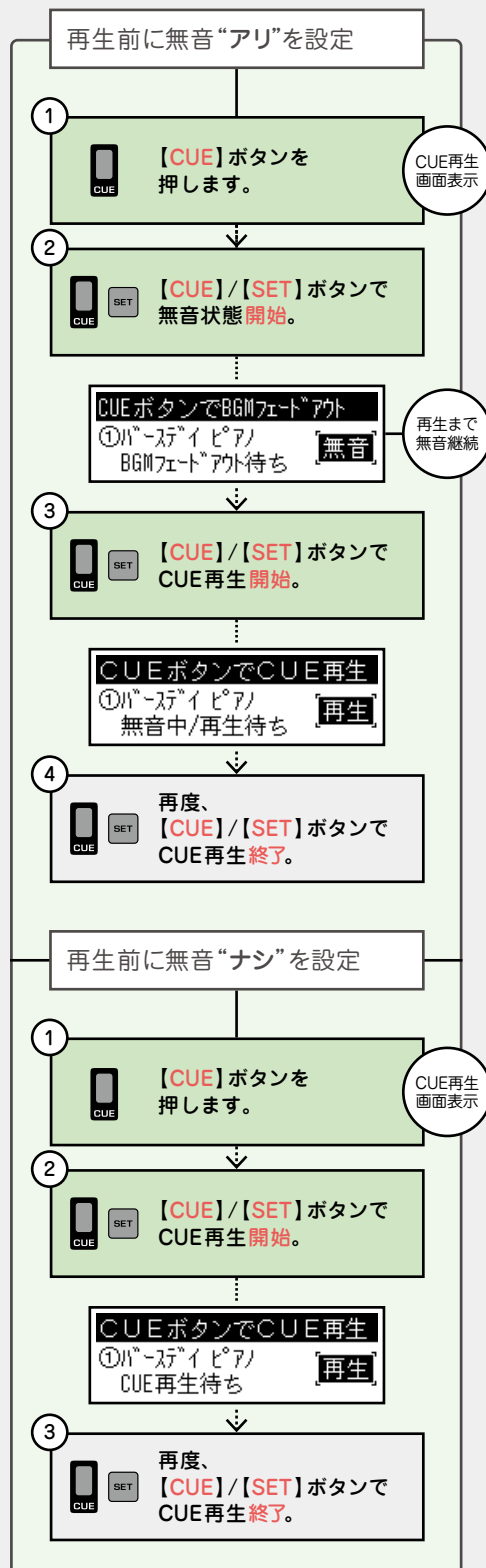 再生前に無音“アリ”を設定
①
CUE
【CUE】ボタンを
押します。
CUE再生
画面表示
②
CUE
SET
【CUE】/【SET】ボタンで
無音状態開始。
CUEボタンでBGMフェードアウト
①バースデイ ピアノ
BGMフェードアウト待ち
無音
再生まで
無音継続
③
CUE
SET
【CUE】/【SET】ボタンで
CUE再生開始。
CUEボタンでCUE再生
①バースデイ ピアノ
無音中/再生待ち
再生
④
CUE
SET
再度、
【CUE】/【SET】ボタンで
CUE再生終了。
再生前に無音“ナシ”を設定
①
CUE
【CUE】ボタンを
押します。
CUE再生
画面表示
②
CUE
SET
【CUE】/【SET】ボタンで
CUE再生開始。
CUEボタンでCUE再生
①バースデイ ピアノ
CUE再生待ち
再生
③
CUE
SET
再度、
【CUE】/【SET】ボタンで
CUE再生終了。